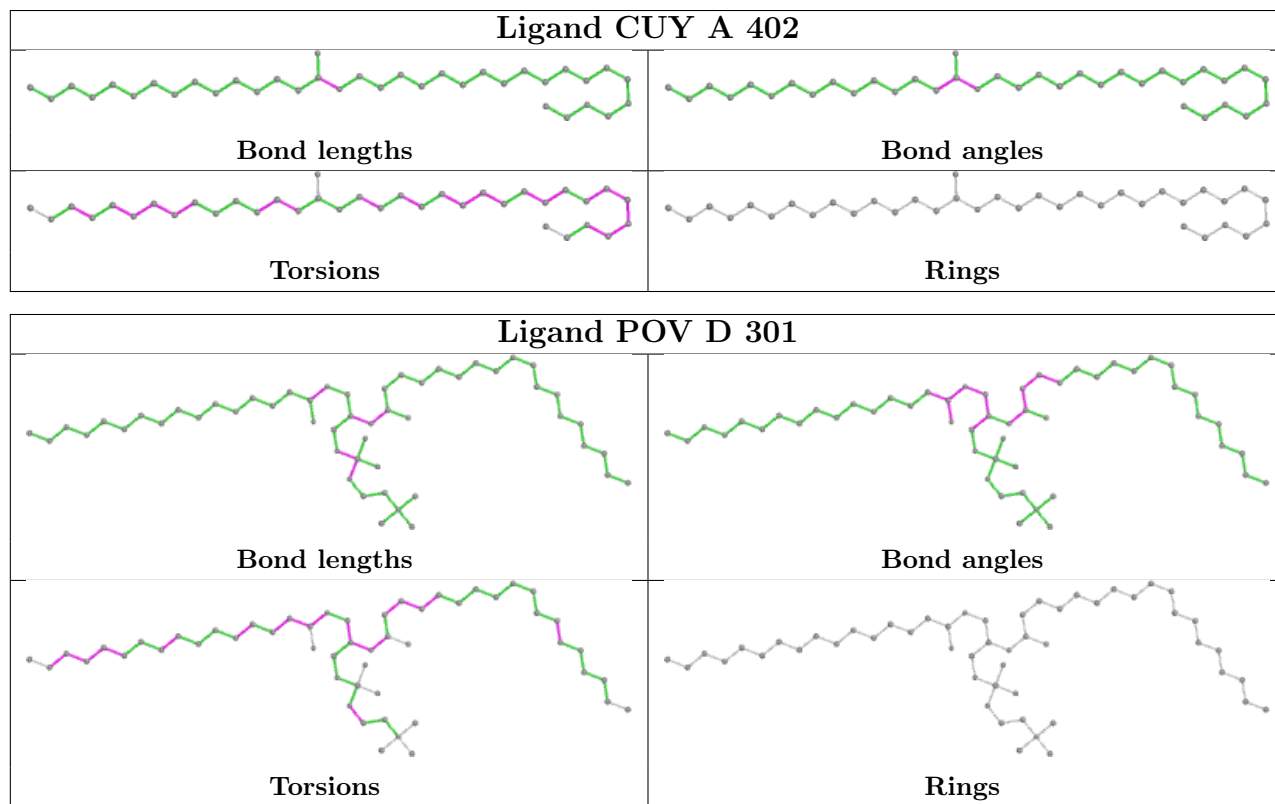 Ligand CUY A 402
Bond lengths
Bond angles
Torsions
Rings
Ligand POV D 301
Bond lengths
Bond angles
Torsions
Rings